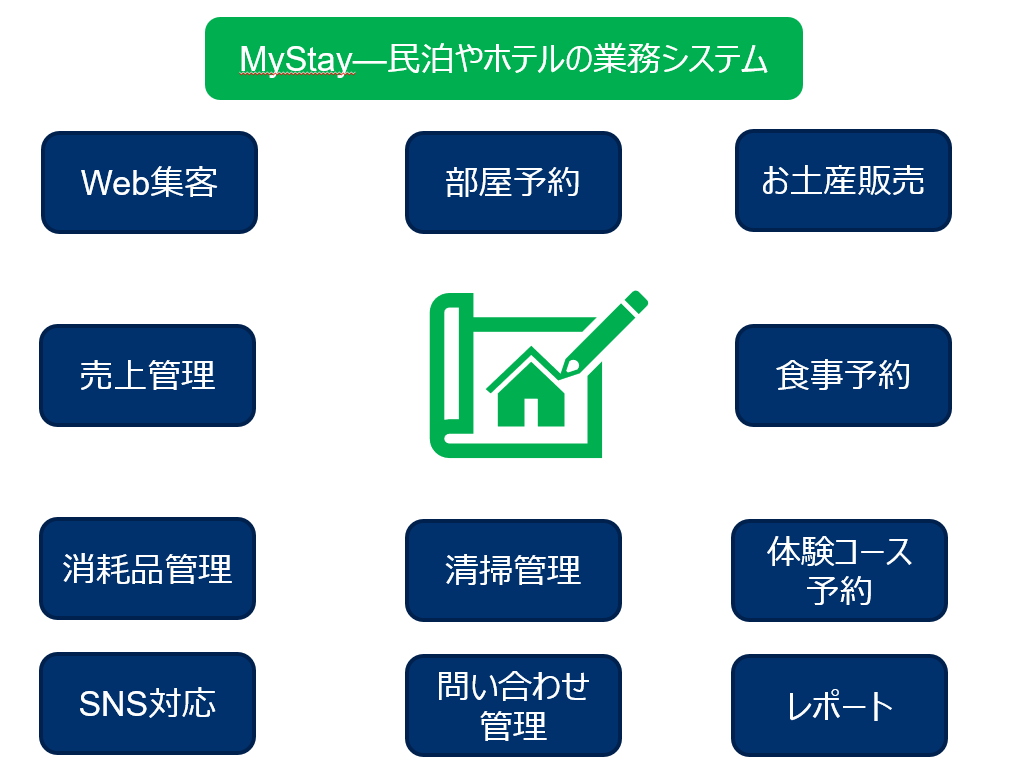 MyStay—民泊やホテルの業務システム
Web集客
部屋予約
お土産販売
売上管理
食事予約
消耗品管理
清掃管理
体験コース
予約
SNS対応
問い合わせ
管理
レポート